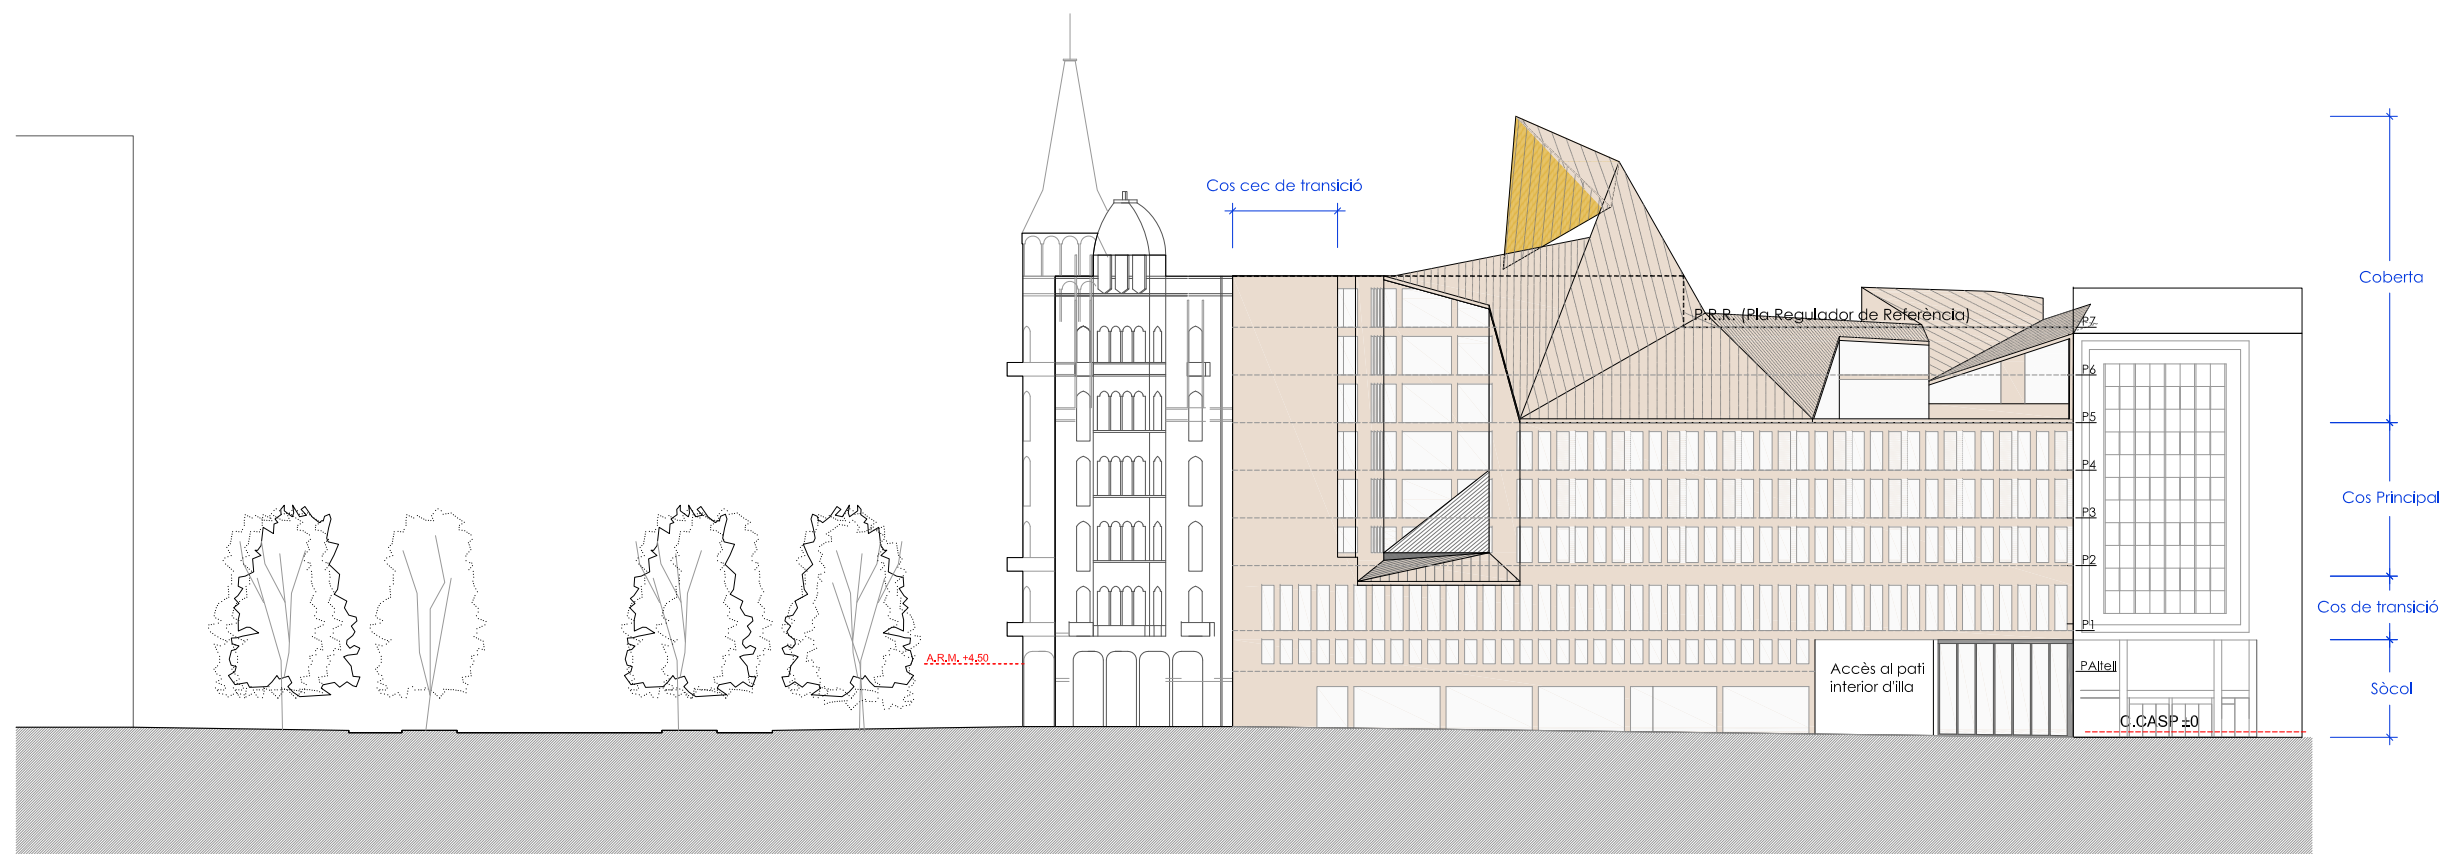 Cos cec de transició
Coberta
P.R.R. (Pla Regulador de Referència)
P7
P6
P5
P4
Cos Principal
P3
P2
Cos de transició
P1
A.R.M. +4.50
Accès al pati
interior d'illa
PAltell
Sòcol
C.CASP ±0